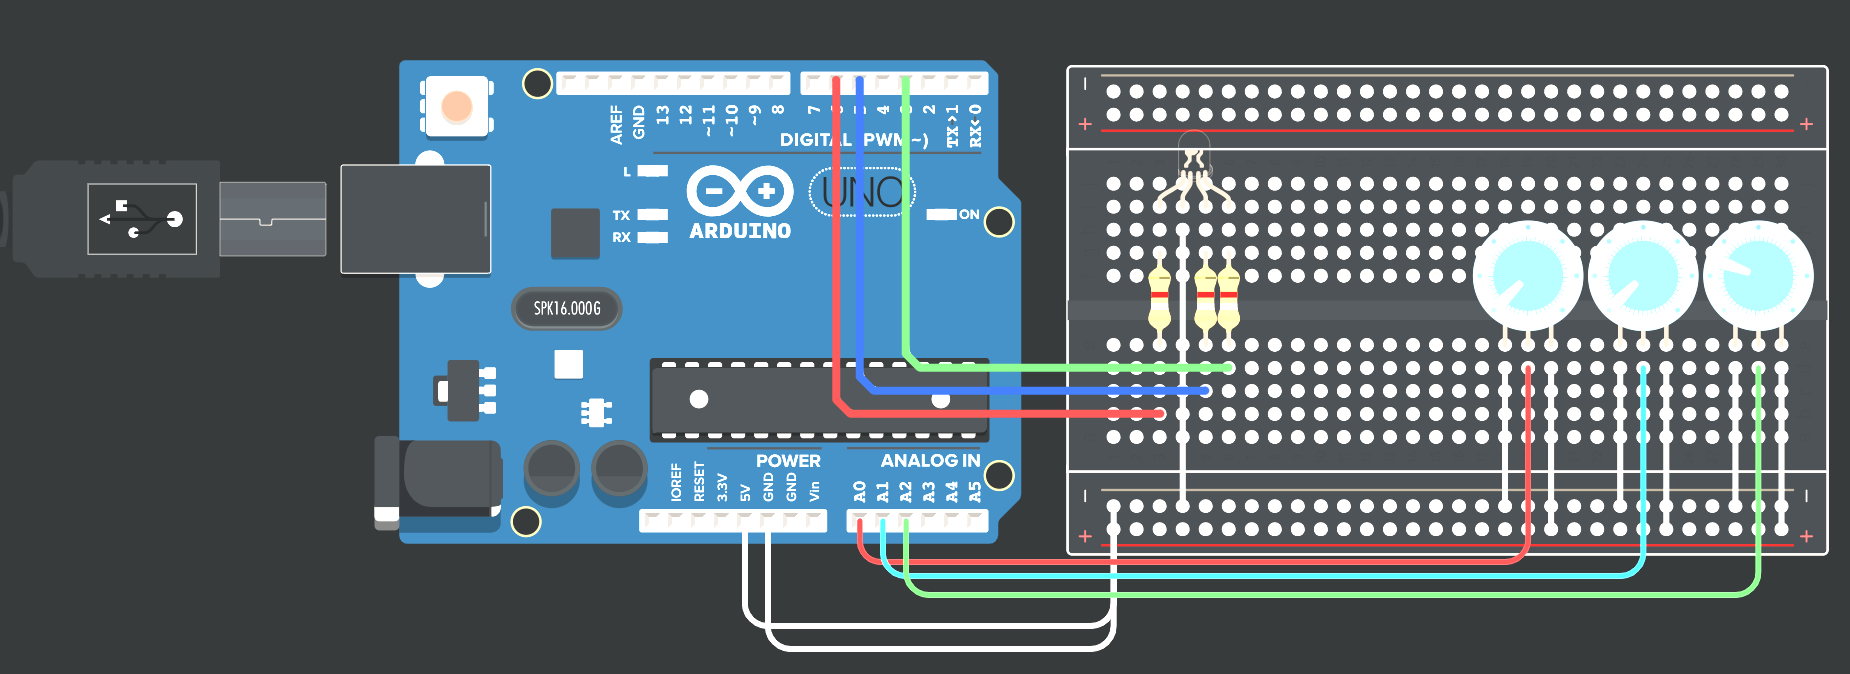 AREF
GND
13
12
~11
~10
~9
8
7
4
2
TX>1
RX<0
DIGITAL (PWM~)
L
TX
RX
UNO
ON
ARDUINO
SPK16.000G
POWER
ANALOG IN
IOREF
RESET
3.3V
5V
GND
GND
Vin
A0
A1
A2
A3
A4
A5